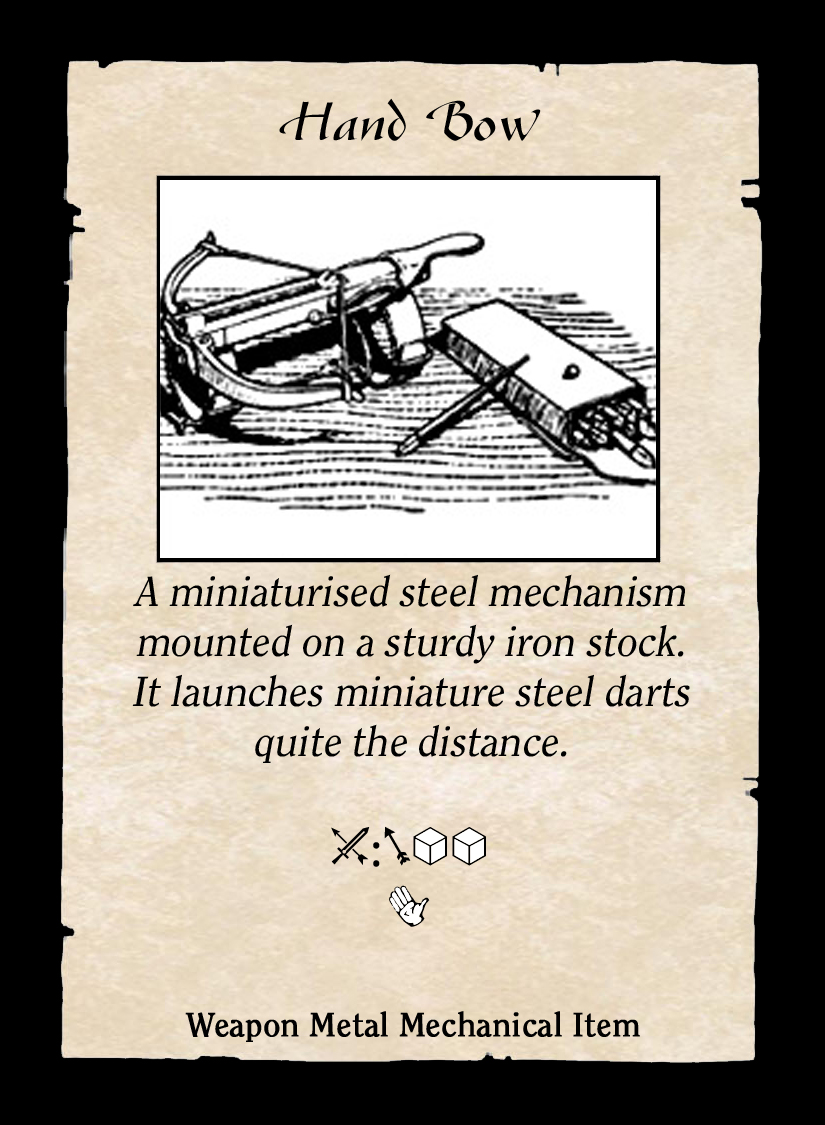 Hand Bow
A miniaturised steel mechanism
mounted on a sturdy iron stock.
It launches miniature steel darts
quite the distance.
:
Weapon Metal Mechanical Item